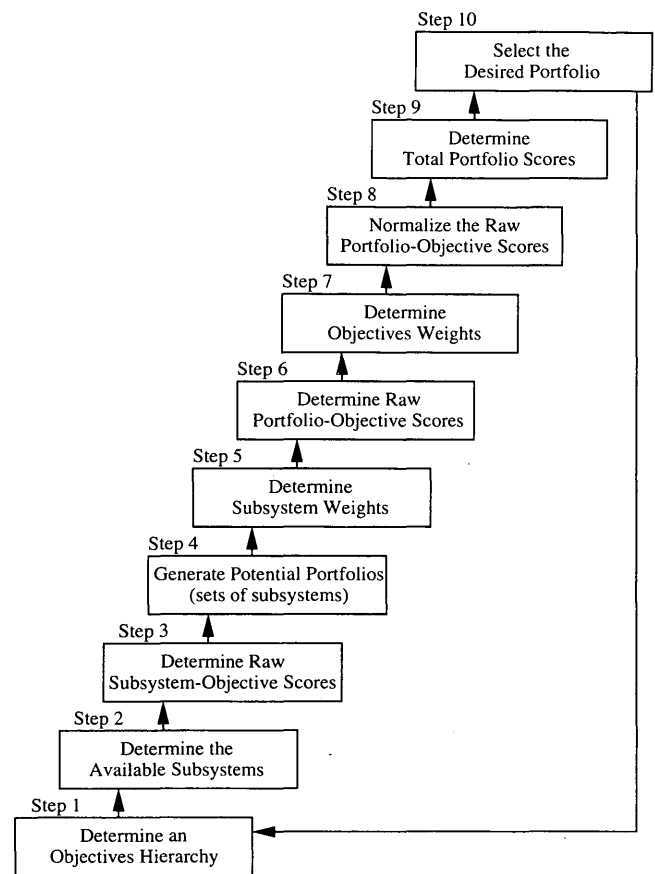 Step 10
Select the
Desired Portfolio
Step 9
Determine
Total Portfolio Scores
Step 8
Normalize the Raw
Portfolio-Objective Scores
Step 7
Determine
Objectives Weights
Step 6
Determine Raw
Portfolio-Objective Scores
Step 5
Determine
Subsystem Weights
Step 4
Generate Potential Portfolios
(sets of subsystems)
Step 3
Determine Raw
Subsystem-Objective Scores
Step 2
Determine the
Available Subsystems
Step 1
Determine an
Objectives Hierarchy